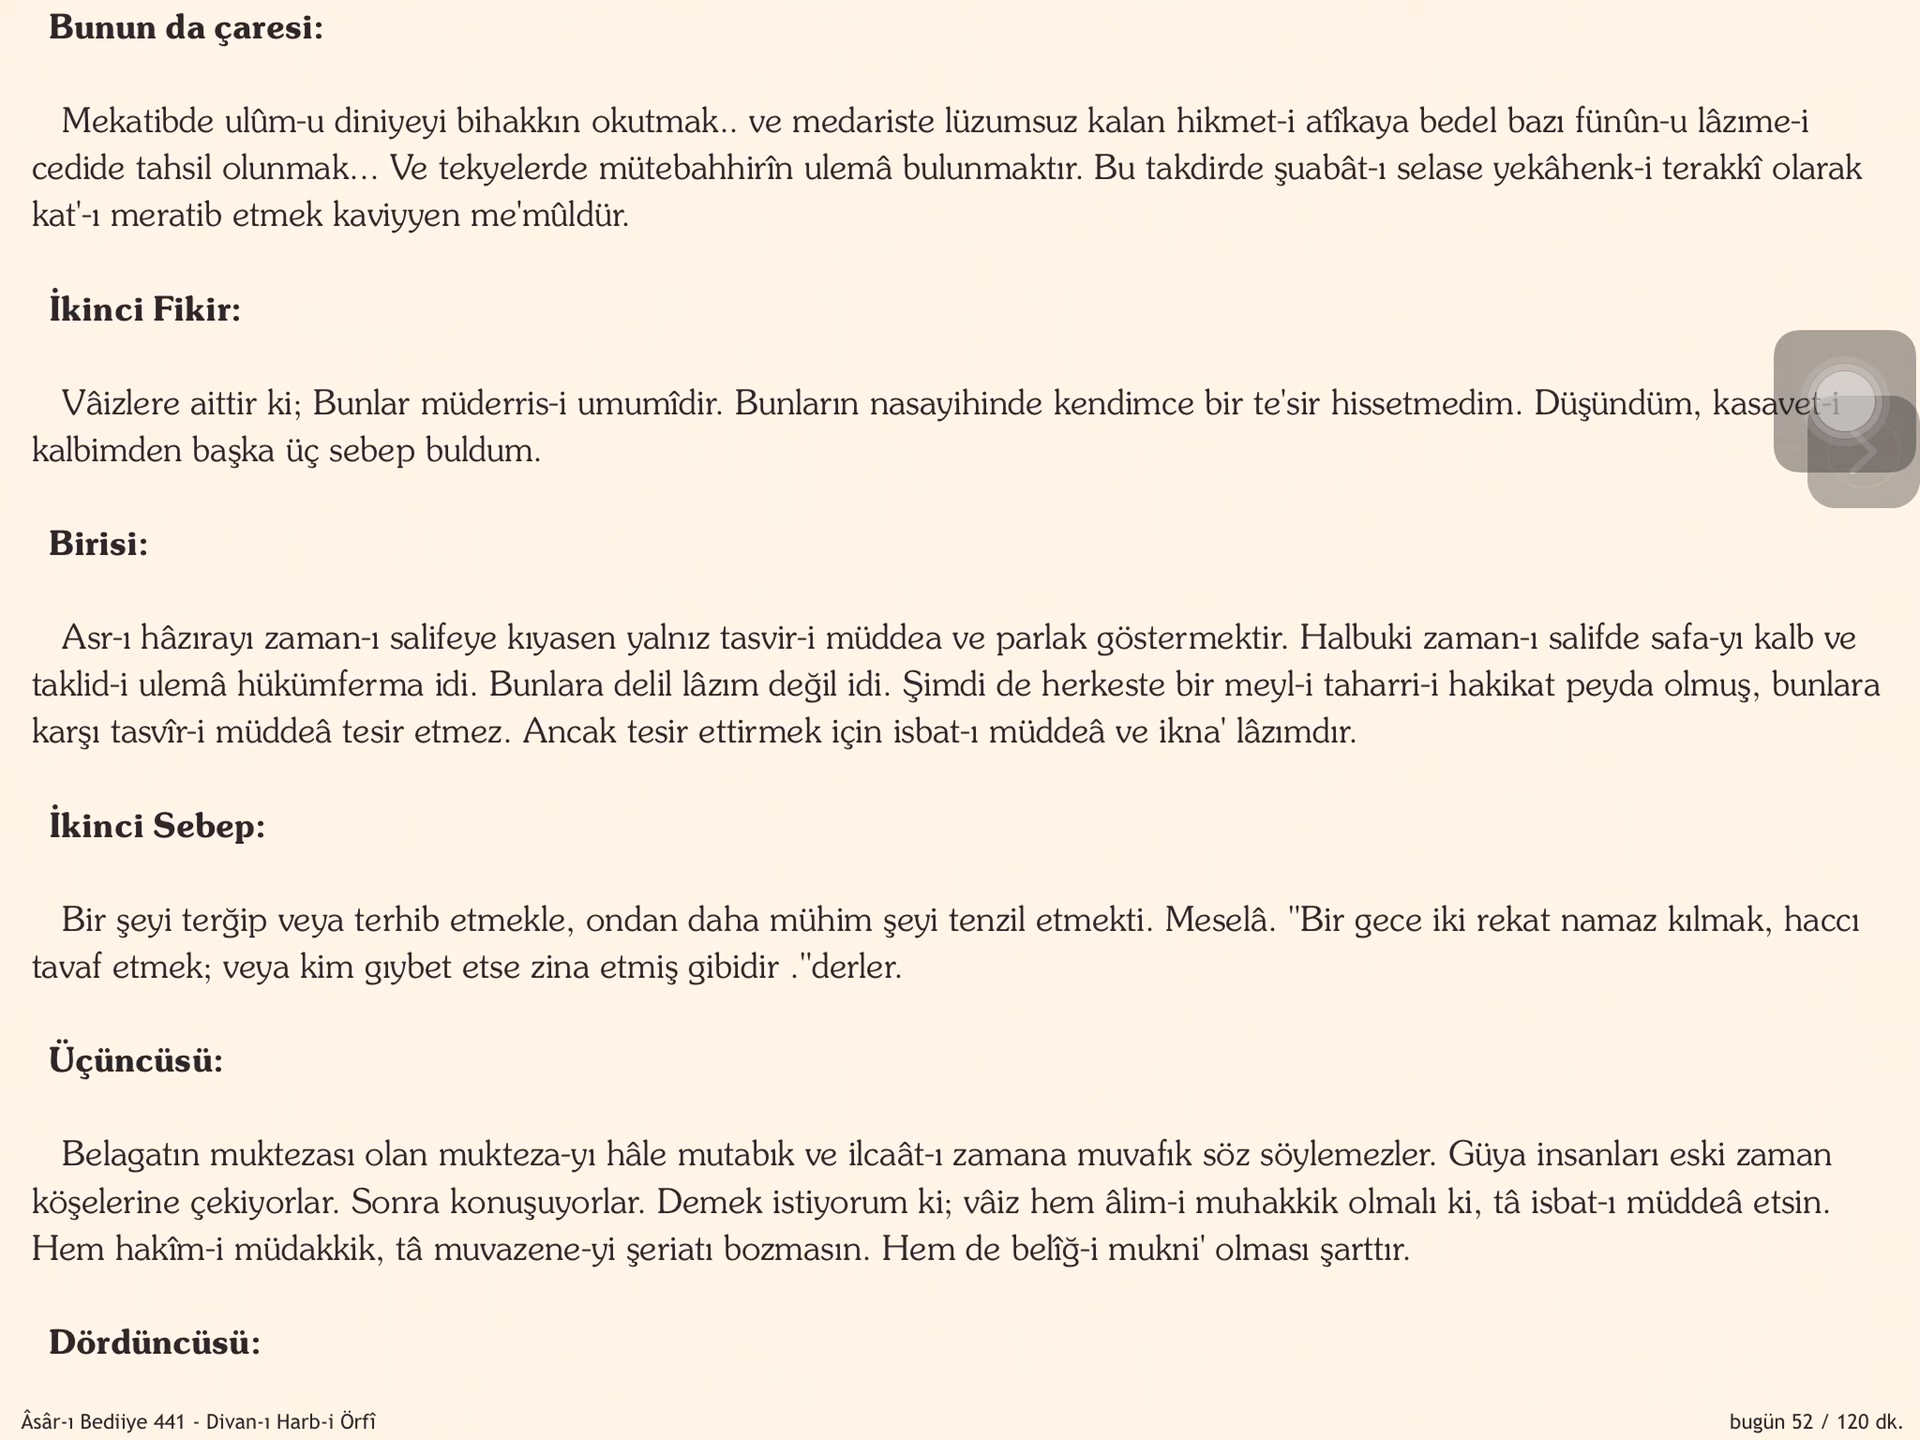 Bunun da çaresi:
Mekatibde ulûm-u diniyeyi bihakkın okutmak.. ve medariste lüzumsuz kalan hikmet-i atîkaya bedel bazı fünûn-u lâzıme-i
cedide tahsil olunmak... Ve tekyelerde mütebahhirîn ulemâ bulunmaktır. Bu takdirde şuabât-ı selase yekâhenk-i terakkî olarak
kat'-ı meratib etmek kaviyyen me'mûldür.
İkinci Fikir:
Vâizlere aittir ki; Bunlar müderris-i umumîdir. Bunların nasayihinde kendimce bir te'sir hissetmedim. Düşündüm, kasavet-i
kalbimden başka üç sebep buldum.
Birisi:
Asr-ı hâzırayı zaman-ı salifeye kıyasen yalnız tasvir-i müddea ve parlak göstermektir. Halbuki zaman-ı salifde safa-yı kalb ve
taklid-i ulemâ hükümferma idi. Bunlara delil lâzım değil idi. Şimdi de herkeste bir meyl-i taharri-i hakikat peyda olmuş, bunlara
karşı tasvîr-i müddeâ tesir etmez. Ancak tesir ettirmek için isbat-ı müddeâ ve ikna' lâzımdır.
İkinci Sebep:
Bir şeyi terğip veya terhib etmekle, ondan daha mühim şeyi tenzil etmekti. Meselâ. "Bir gece iki rekat namaz kılmak, haccı
tavaf etmek; veya kim gıybet etse zina etmiş gibidir ."derler.
Üçüncüsü:
Belagatın muktezası olan mukteza-yı hâle mutabık ve ilcaât-ı zamana muvafık söz söylemezler. Güya insanları eski zaman
köşelerine çekiyorlar. Sonra konuşuyorlar. Demek istiyorum ki; vâiz hem âlim-i muhakkik olmalı ki, tâ isbat-ı müddeâ etsin.
Hem hakîm-i müdakkik, tâ muvazene-yi şeriatı bozmasın. Hem de belîğ-i mukni' olması şarttır.
Dördüncüsü:
Âsâr-ı Bediiye 441 - Divan-ı Harb-i Örfî
bugün 52 / 120 dk.